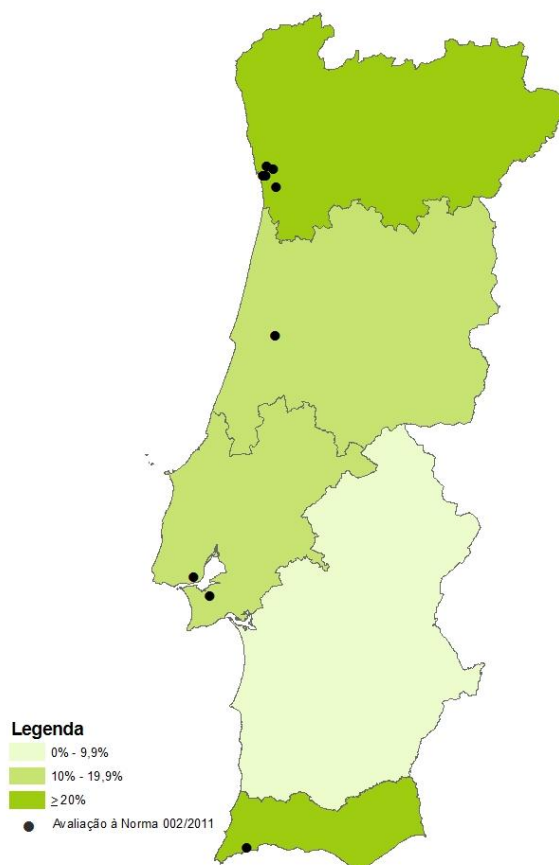 Legenda
0% - 9,9%
10% - 19,9%
≥ 20%
Avaliação à Norma 002/2011